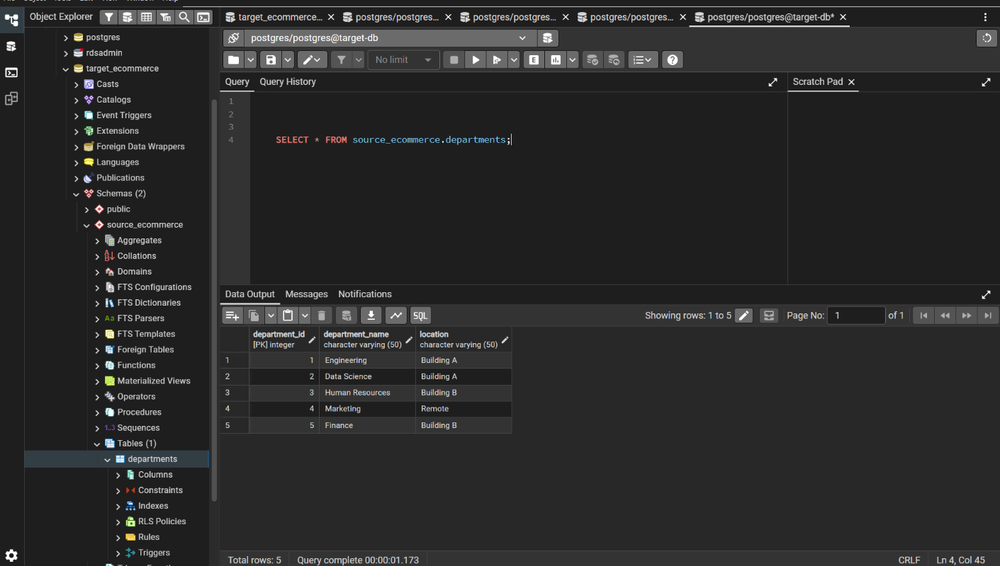 Object Explorer
postgres
rdsadmin
target_ecommerce
Casts
Catalogs
Event Triggers
Extensions
Foreign Data Wrappers
Languages
Publications
Schemas (2)
public
source_ecommerce
Aggregates
Collations
Domains
FTS Configurations
FTS Dictionaries
FTS Parsers
FTS Templates
Foreign Tables
Functions
Materialized Views
Operators
Procedures
1..3 Sequences
Tables (1)
departments
Columns
Constraints
Indexes
RLS Policies
Rules
Triggers
target_ecommerce... postgres/postgres... postgres/postgres... postgres/postgres... postgres/postgres@target-db*
postgres/postgres@target-db
No limit
E
Query Query History
Scratch Pad
1
2
3
4 SELECT * FROM source_ecommerce.departments;
Data Output Messages Notifications
SQL
Showing rows: 1 to 5
Page No: 1 of 1
department_id department_name location
[PK] integer character varying (50) character varying (50)
1 1 Engineering Building A
2 2 Data Science Building A
3 3 Human Resources Building B
4 4 Marketing Remote
5 5 Finance Building B
Total rows: 5 Query complete 00:00:01.173 CRLF Ln 4, Col 45